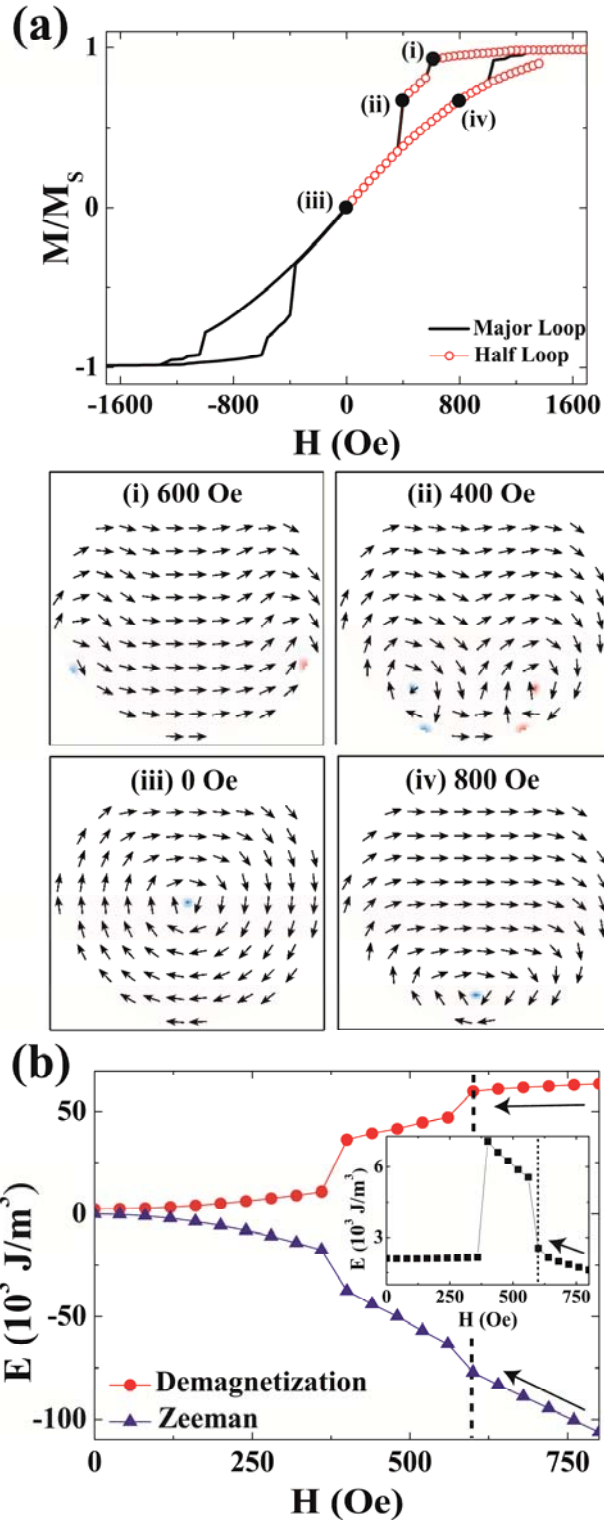 (a)
1
0
-1
M/Ms
(i)
(ii)
(iii)
(iv)
Major Loop
Half Loop
-1600 -800 0 800 1600
H (Oe)
(i) 600 Oe
(ii) 400 Oe
(iii) 0 Oe
(iv) 800 Oe
(b)
50
0
-50
-100
E (10³ J/m³)
6
2
E (10³ J/m³)
0 250 500 750
H (Oe)
Demagnetization
Zeeman
0 250 500 750
H (Oe)